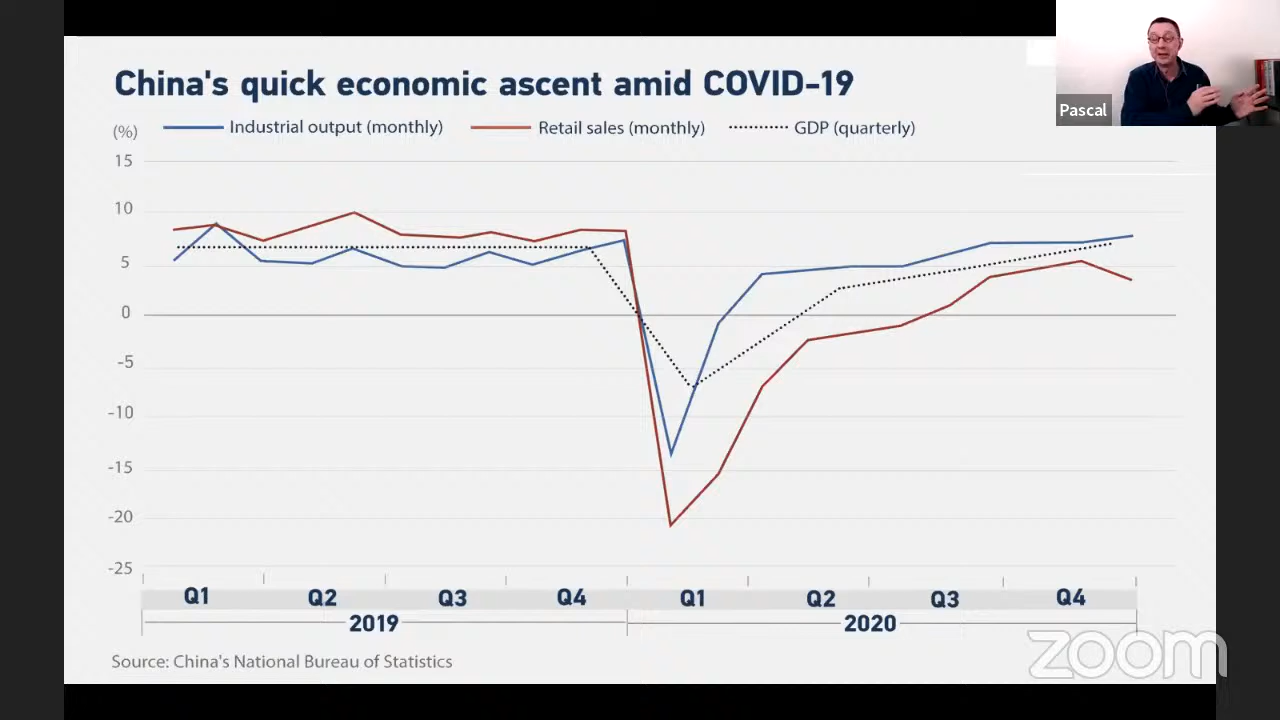 China's quick economic ascent amid COVID-19
(%) Industrial output (monthly) Retail sales (monthly) GDP (quarterly)
15
10
5
0
-5
-10
-15
-20
-25
Q1 Q2 Q3 Q4 Q1 Q2 Q3 Q4
2019 2020
Source: China's National Bureau of Statistics
Pascal
zoom